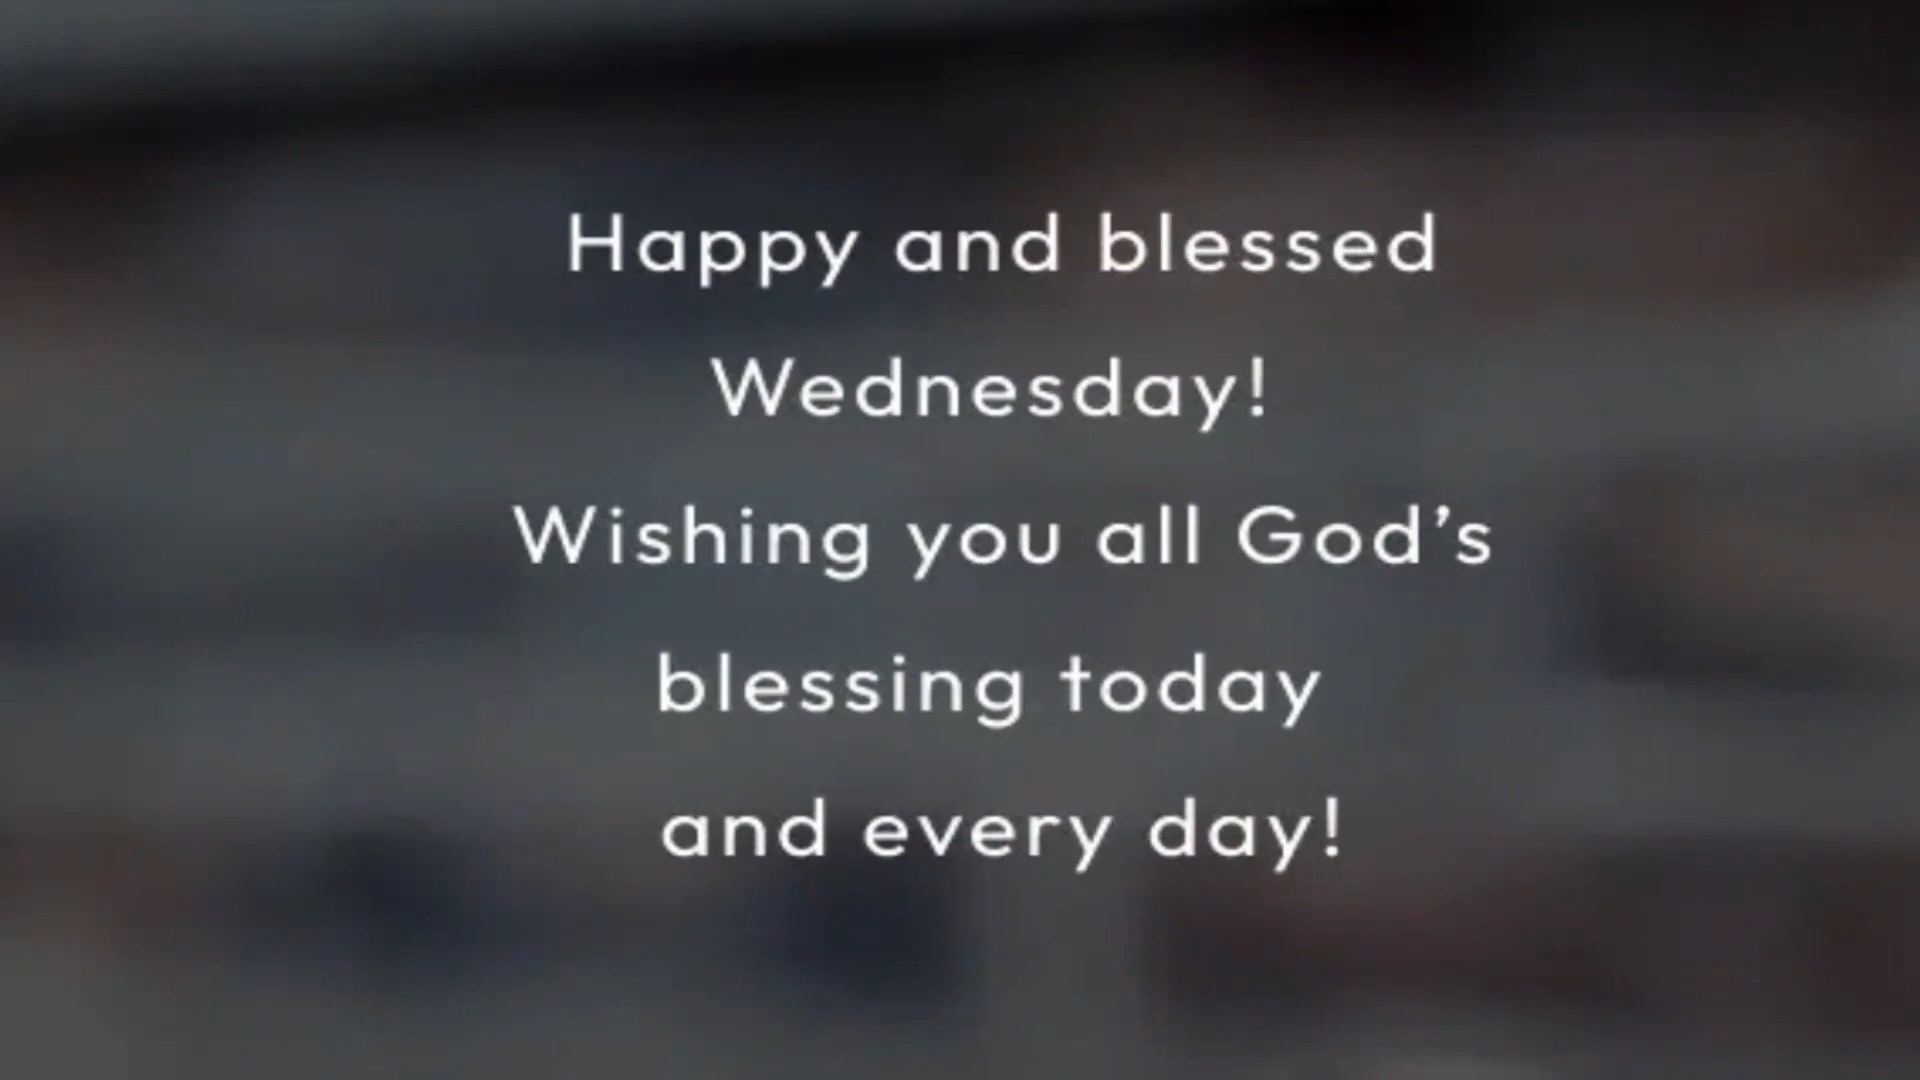 Happy and blessed
Wednesday!
Wishing you all God’s
blessing today
and every day!